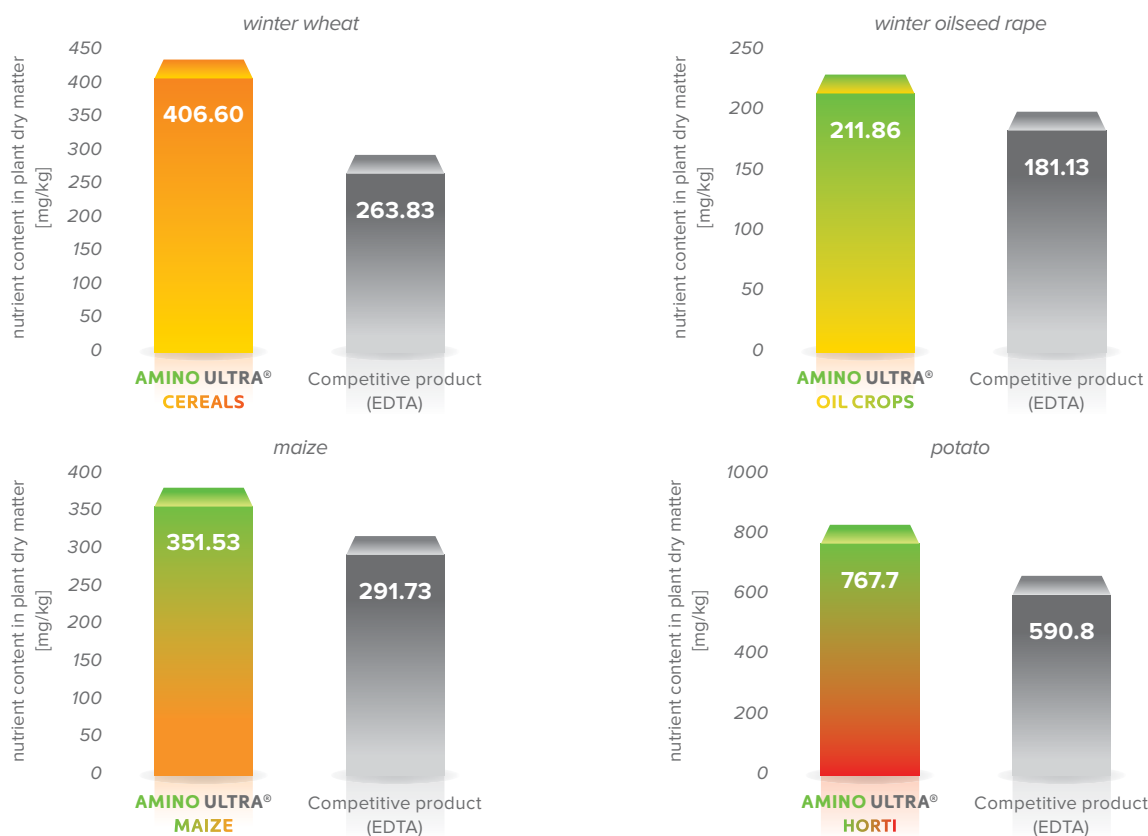 winter wheat
nutrient content in plant dry matter
[mg/kg]
450
400
350
300
250
200
150
100
50
0
406.60
263.83
AMINO ULTRA®
CEREALS
Competitive product
(EDTA)
winter oilseed rape
nutrient content in plant dry matter
[mg/kg]
250
200
150
100
50
0
211.86
181.13
AMINO ULTRA®
OIL CROPS
Competitive product
(EDTA)
maize
nutrient content in plant dry matter
[mg/kg]
400
350
300
250
200
150
100
50
0
351.53
291.73
AMINO ULTRA®
MAIZE
Competitive product
(EDTA)
potato
nutrient content in plant dry matter
[mg/kg]
1000
800
600
400
200
0
767.7
590.8
AMINO ULTRA®
HORTI
Competitive product
(EDTA)